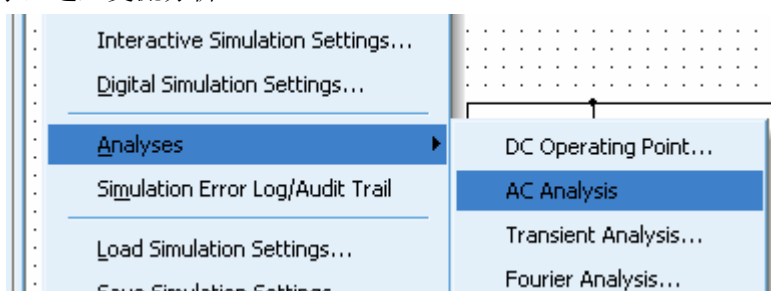 Interactive Simulation Settings...
Digital Simulation Settings...
Analyses
Simulation Error Log/Audit Trail
Load Simulation Settings...
DC Operating Point...
AC Analysis
Transient Analysis...
Fourier Analysis...